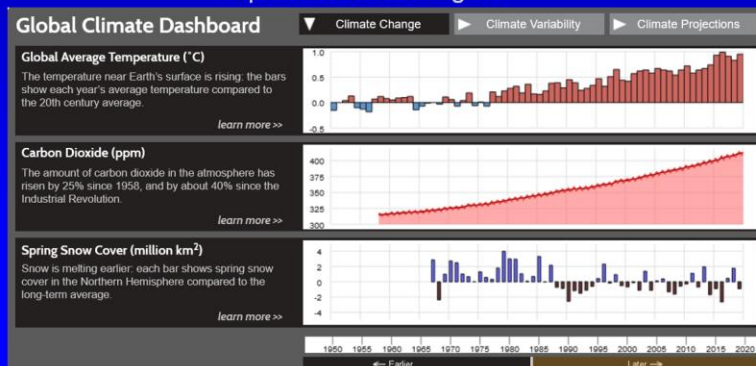 Global Climate Dashboard
▼ Climate Change
▶ Climate Variability
▶ Climate Projections
Global Average Temperature (˚C)
The temperature near Earth's surface is rising: the bars
show each year's average temperature compared to
the 20th century average.
learn more >>
1.0
0.5
0.0
-0.5
Carbon Dioxide (ppm)
The amount of carbon dioxide in the atmosphere has
risen by 25% since 1958, and by about 40% since the
Industrial Revolution.
learn more >>
400
375
350
325
300
Spring Snow Cover (million km²)
Snow is melting earlier: each bar shows spring snow
cover in the Northern Hemisphere compared to the
long-term average.
learn more >>
4
2
0
-2
-4
1950 1955 1960 1965 1970 1975 1980 1985 1990 1995 2000 2005 2010 2015 2020
← Earlier
Later →